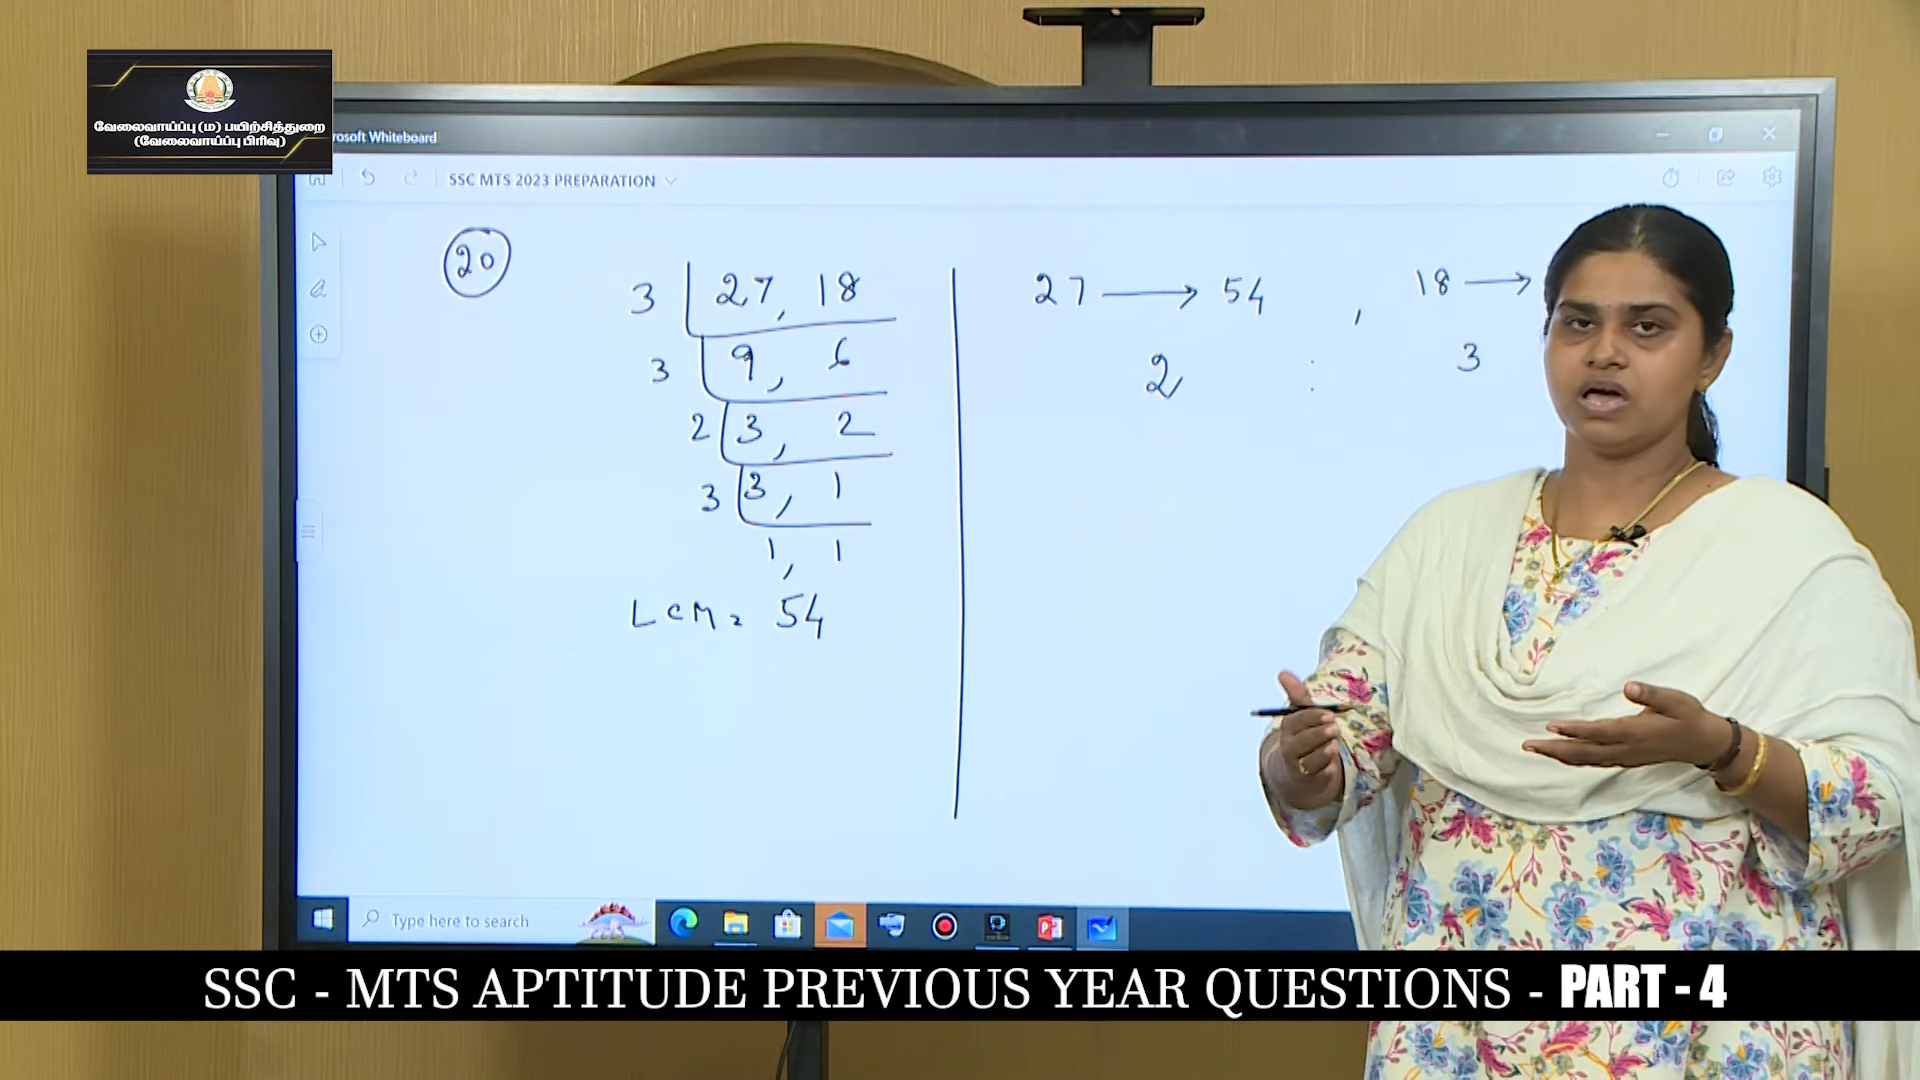 வேலைவாய்ப்பு (ம) பயிற்சித்துறை
(வேலைவாய்ப்பு பிரிவு)
rosoft Whiteboard
SSC MTS 2023 PREPARATION
20
3 27, 18
3 9, 6
2 3, 2
3 3, 1
1, 1
LCM = 54
27 → 54 , 18 →
2 : 3
Type here to search
SSC - MTS APTITUDE PREVIOUS YEAR QUESTIONS - PART - 4